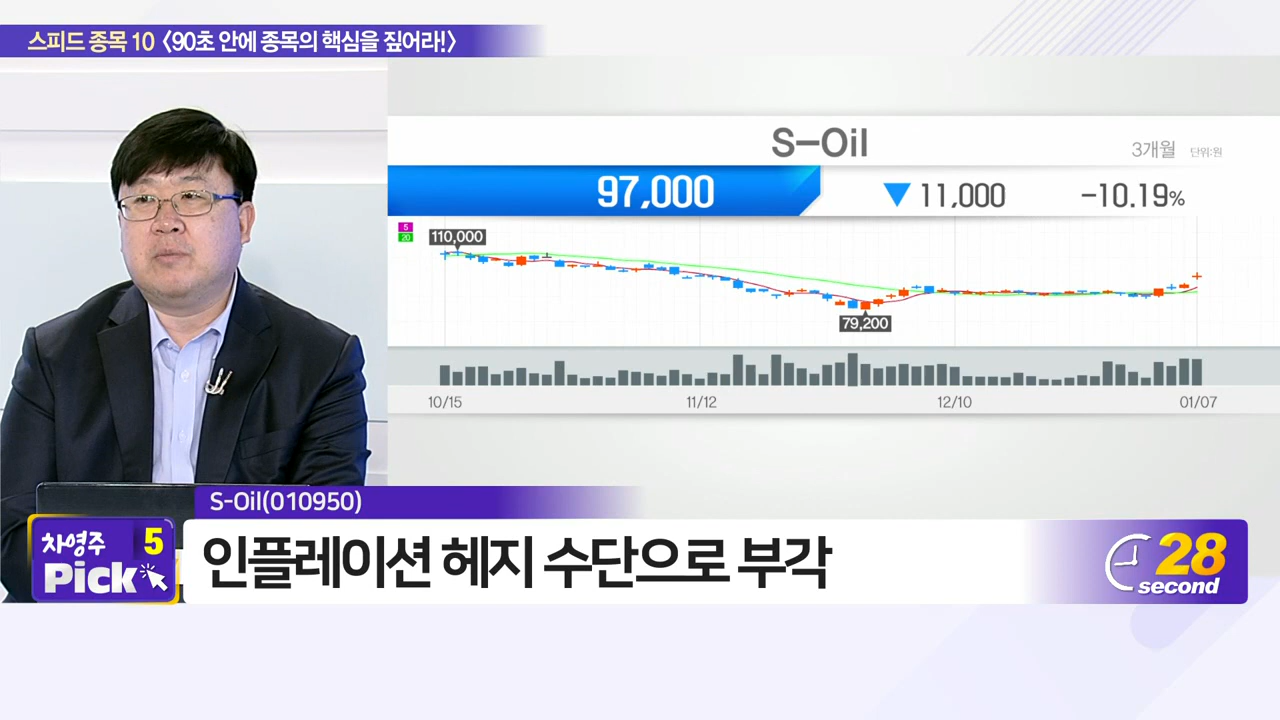 스피드 종목 10 <90초 안에 종목의 핵심을 짚어라!>
S-Oil
3개월 단위:원
97,000 ▼ 11,000 -10.19%
5
20
110,000
79,200
10/15 11/12 12/10 01/07
S-Oil(010950)
차영주 5
Pick
인플레이션 헤지 수단으로 부각
28
second